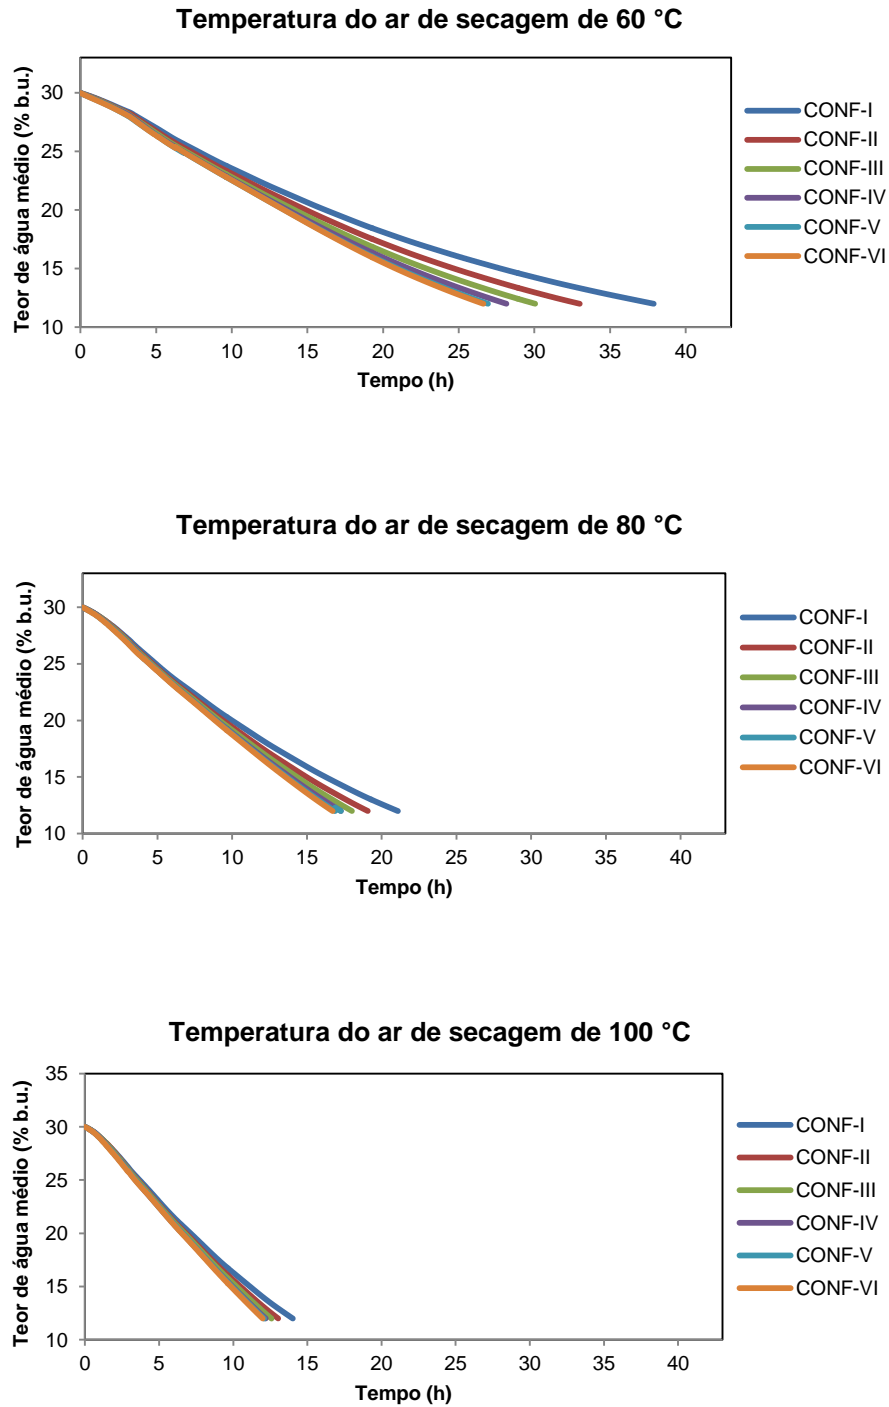 Temperatura do ar de secagem de 60 °C
Teor de água médio (% b.u.)
30
25
20
15
10
0 5 10 15 20 25 30 35 40
Tempo (h)
CONF-I
CONF-II
CONF-III
CONF-IV
CONF-V
CONF-VI
Temperatura do ar de secagem de 80 °C
Teor de água médio (% b.u.)
30
25
20
15
10
0 5 10 15 20 25 30 35 40
Tempo (h)
CONF-I
CONF-II
CONF-III
CONF-IV
CONF-V
CONF-VI
Temperatura do ar de secagem de 100 °C
Teor de água médio (% b.u.)
35
30
25
20
15
10
0 5 10 15 20 25 30 35 40
Tempo (h)
CONF-I
CONF-II
CONF-III
CONF-IV
CONF-V
CONF-VI